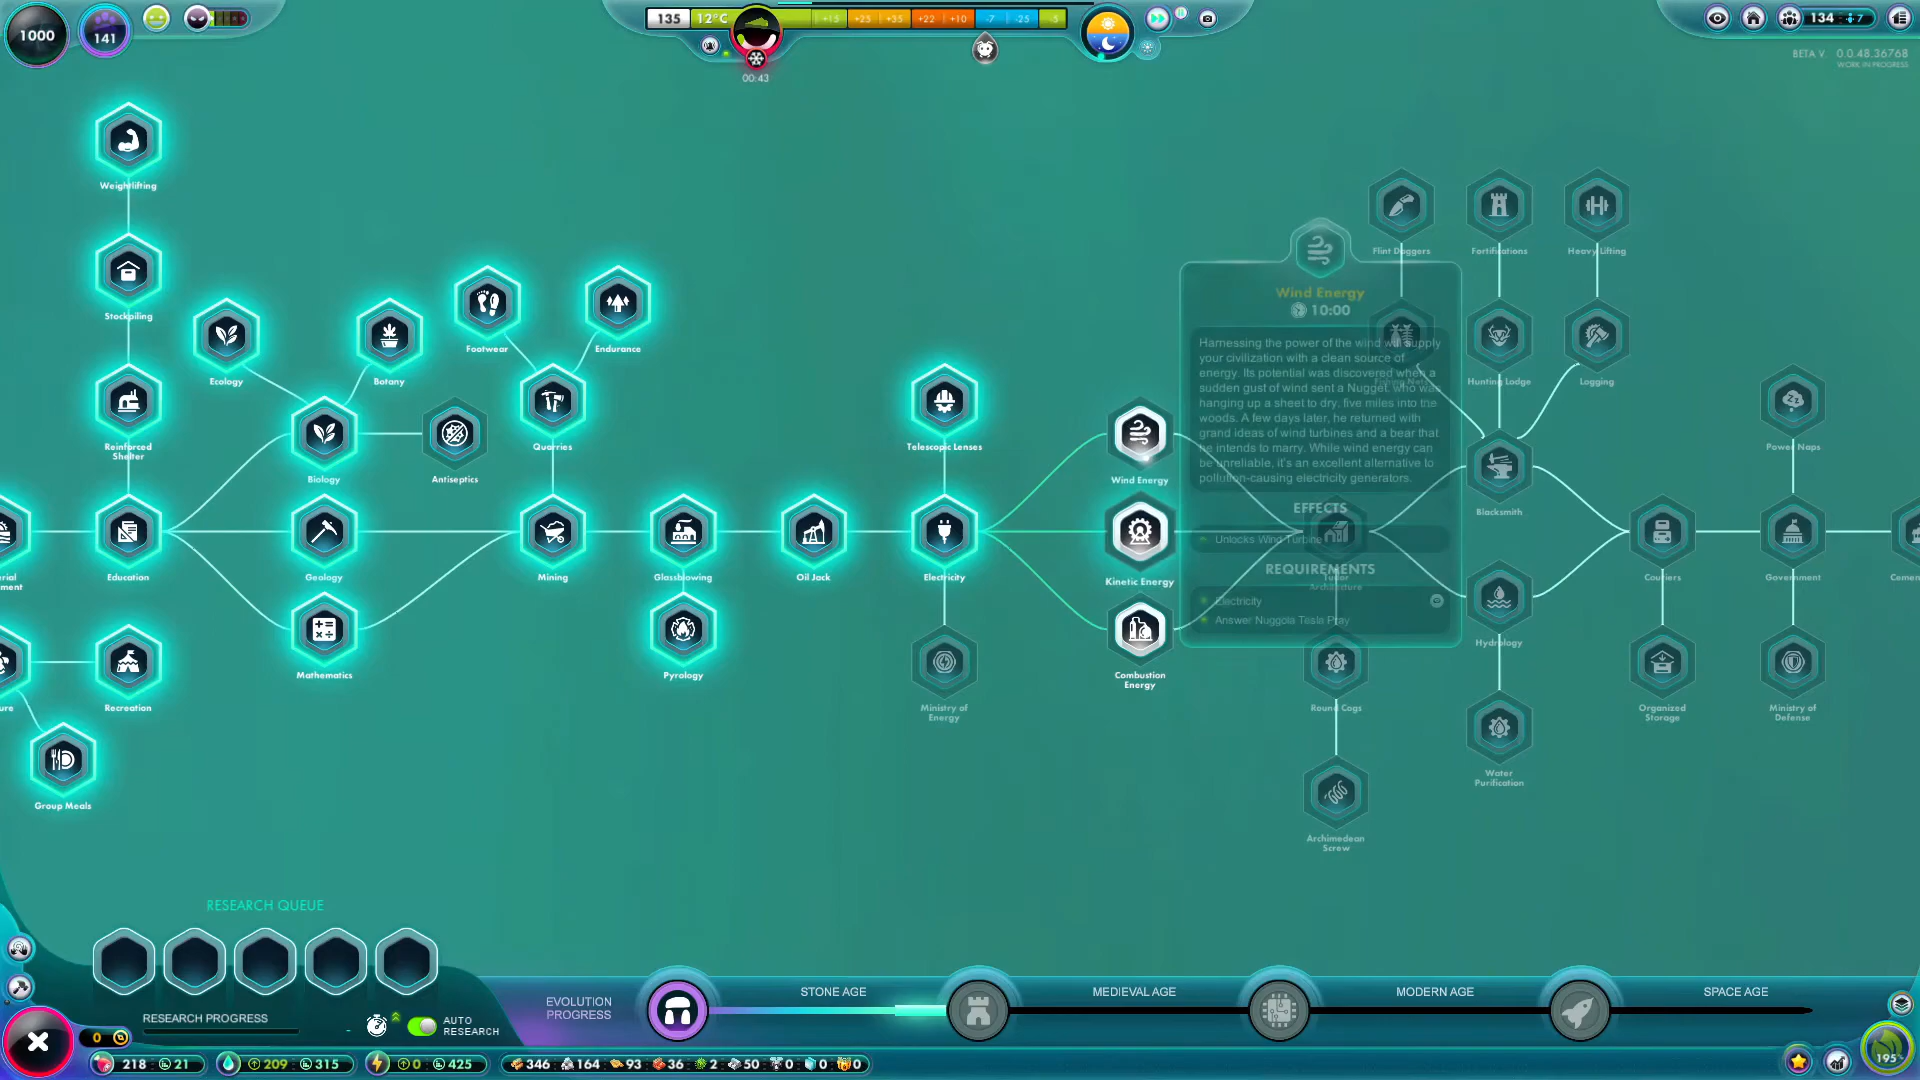 1000
141
135
12°C
+15
+25
+35
+22
+10
-7
-25
-5
00:43
134
7
BETA V.
0.0.48.36768
WORK IN PROGRESS
Weightlifting
Stockpiling
Reinforced
Shelter
Ecology
Botany
Footwear
Endurance
Biology
Antiseptics
Quarries
Telescopic Lenses
Education
Geology
Mining
Glassblowing
Oil Jack
Electricity
Mathematics
Recreation
Pyrology
Group Meals
Ministry of
Energy
Wind Energy
Kinetic Energy
Combustion
Energy
Wind Energy
10:00
Harnessing the power of the wind will supply
your civilization with a clean source of
energy. Its potential was discovered when a
sudden gust of wind sent a Nugget, who was
hanging up a sheet to dry, five miles into the
woods. A few days later, he returned with
grand ideas of wind turbines and a bear that
he intends to marry. While wind energy can
be unreliable, it's an excellent alternative to
pollution-causing electricity generators.
EFFECTS
Unlocks Wind Turbine
REQUIREMENTS
Electricity
Answer Nuggola Tesla Pray
Flint Daggers
Fortifications
Heavy Lifting
Hunting Lodge
Logging
Blacksmith
Power Naps
Couriers
Government
Hydrology
Round Cogs
Organized
Storage
Ministry of
Defense
Water
Purification
Archimedean
Screw
RESEARCH QUEUE
RESEARCH PROGRESS
-
AUTO
RESEARCH
EVOLUTION
PROGRESS
STONE AGE
MEDIEVAL AGE
MODERN AGE
SPACE AGE
0
218
21
209
315
0
425
346
164
93
36
2
50
0
0
0
195%